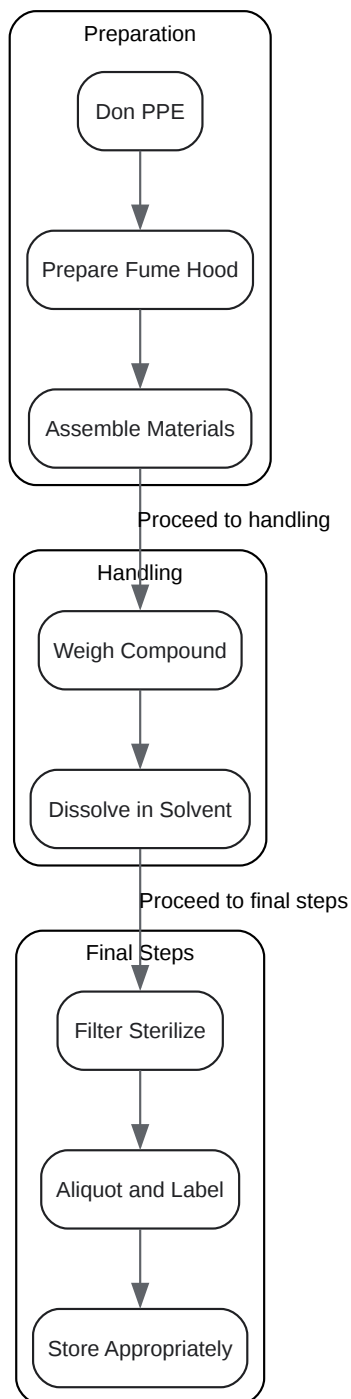 Preparation
Don PPE
Prepare Fume Hood
Assemble Materials
Proceed to handling
Handling
Weigh Compound
Dissolve in Solvent
Proceed to final steps
Final Steps
Filter Sterilize
Aliquot and Label
Store Appropriately